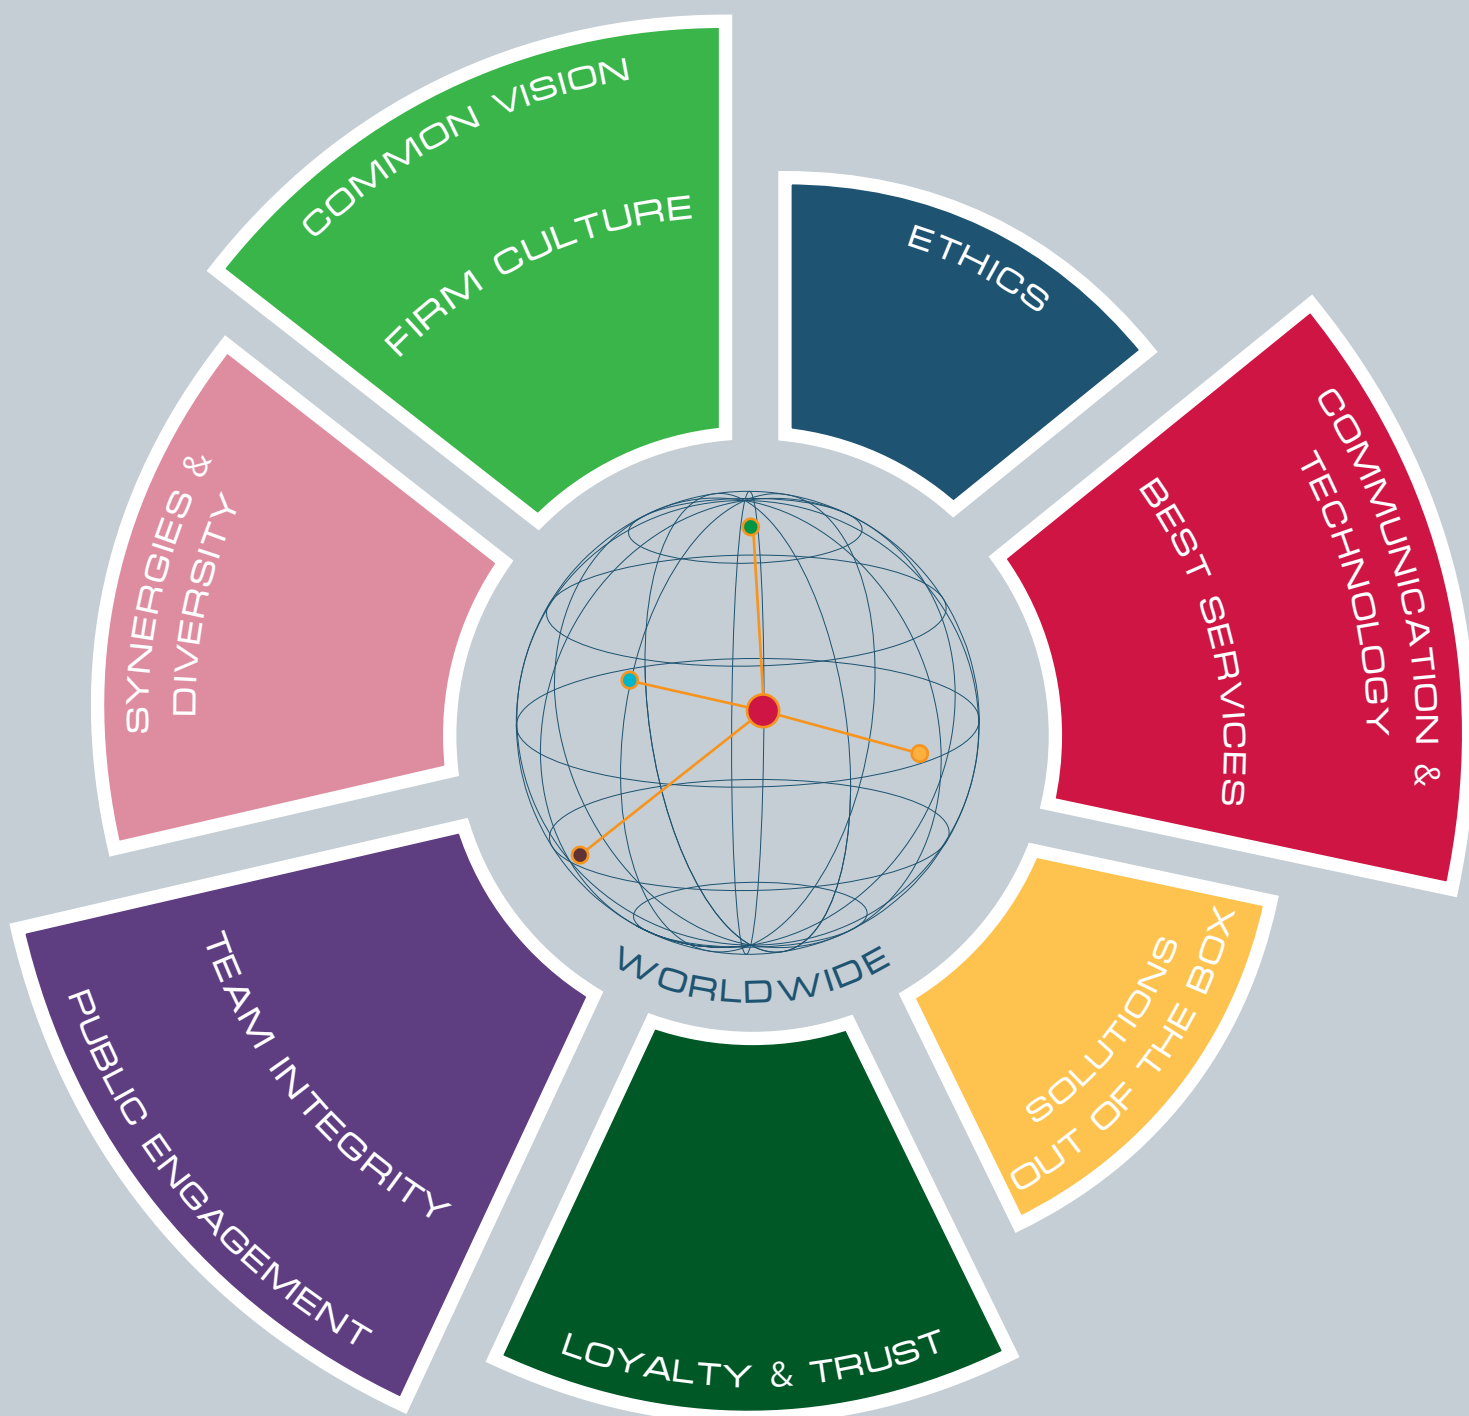 COMMON VISION
FIRM CULTURE
ETHICS
COMMUNICATION &
TECHNOLOGY
BEST SERVICES
SOLUTIONS
OUT OF THE BOX
LOYALTY & TRUST
TEAM INTEGRITY
PUBLIC ENGAGEMENT
SYNERGIES &
DIVERSITY
WORLDWIDE